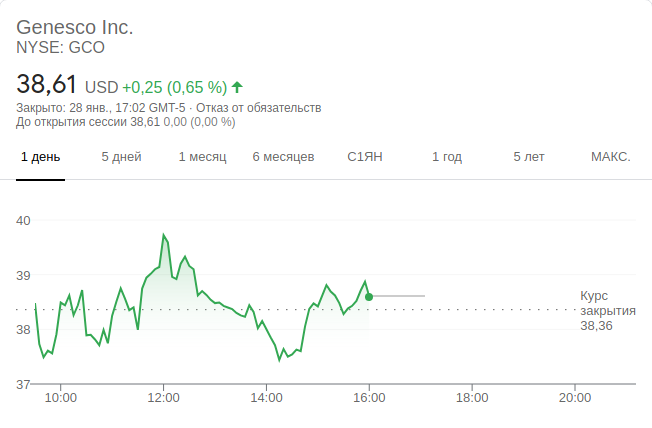 Genesco Inc.
NYSE: GCO
38,61 USD +0,25 (0,65 %)
Закрыто: 28 янв., 17:02 GMT-5 · Отказ от обязательств
До открытия сессии 38,61 0,00 (0,00 %)
1 день 5 дней 1 месяц 6 месяцев С1ЯН 1 год 5 лет МАКС.
40
39
Курс
закрытия
38,36
38
37
10:00 12:00 14:00 16:00 18:00 20:00